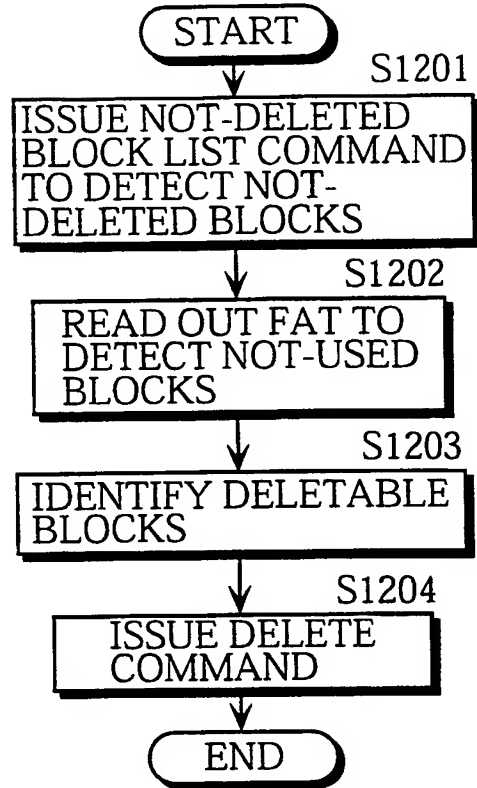 START
S1201
ISSUE NOT-DELETED
BLOCK LIST COMMAND
TO DETECT NOT-
DELETED BLOCKS
S1202
READ OUT FAT TO
DETECT NOT-USED
BLOCKS
S1203
IDENTIFY DELETABLE
BLOCKS
S1204
ISSUE DELETE
COMMAND
END